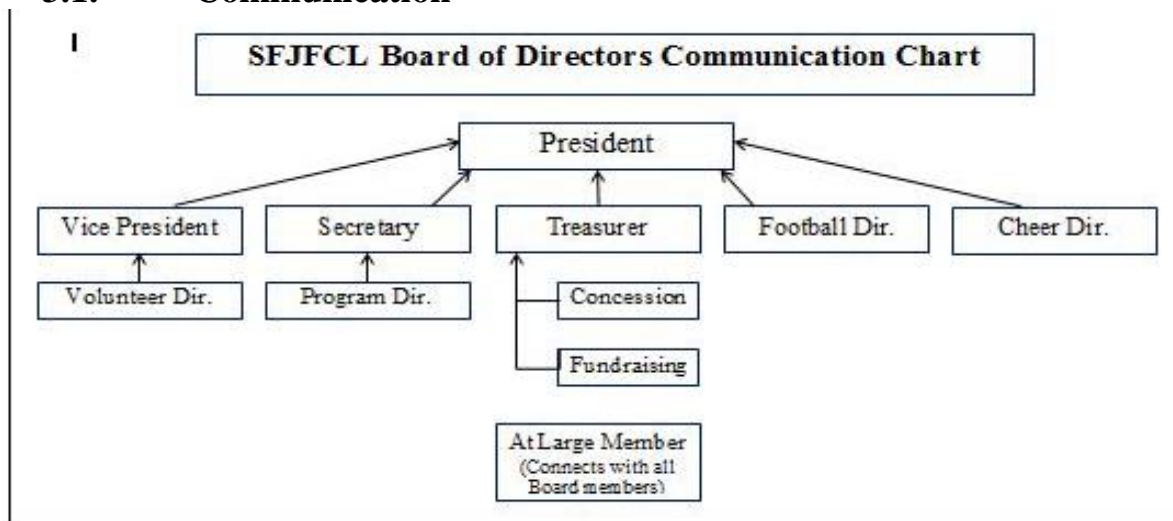 SFJFCL Board of Directors Communication Chart
President
Vice President
Secretary
Treasurer
Football Dir.
Cheer Dir.
Volunteer Dir.
Program Dir.
Concession
Fundraising
At Large Member
(Connects with all
Board members)